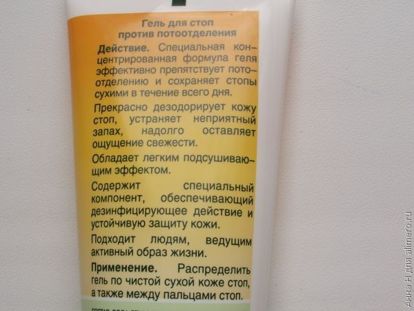 Гель для стоп
против потоотделения
Действие. Специальная кон-
центрированная формула геля
эффективно препятствует пото-
отделению и сохраняет стопы
сухими в течение всего дня.
Прекрасно дезодорирует кожу
стоп, устраняет неприятный
запах, надолго оставляет
ощущение свежести.
Обладает легким подсушиваю-
щим эффектом.
Содержит специальный
компонент, обеспечивающий
дезинфицирующее действие и
устойчивую защиту кожи.
Подходит людям, ведущим
активный образ жизни.
Применение. Распределить
гель по чистой сухой коже стоп,
а также между пальцами стоп.